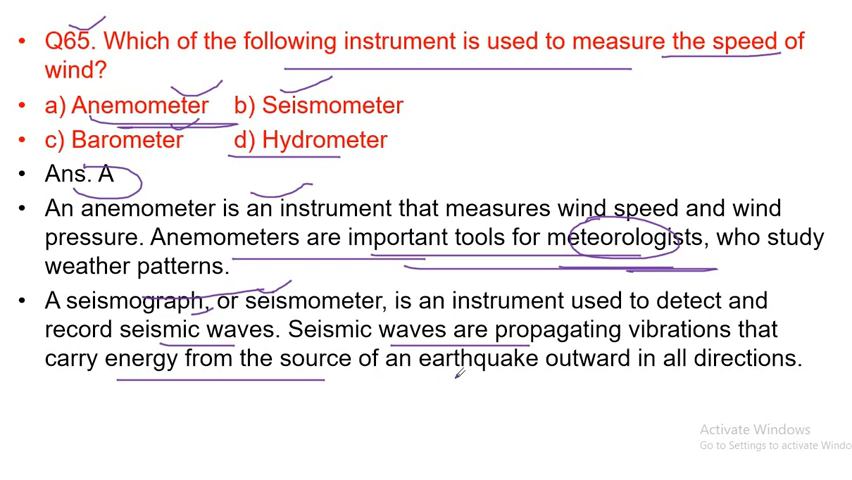 • Q65. Which of the following instrument is used to measure the speed of
wind?
• a) Anemometer b) Seismometer
• c) Barometer d) Hydrometer
• Ans. A
• An anemometer is an instrument that measures wind speed and wind
pressure. Anemometers are important tools for meteorologists, who study
weather patterns.
• A seismograph, or seismometer, is an instrument used to detect and
record seismic waves. Seismic waves are propagating vibrations that
carry energy from the source of an earthquake outward in all directions.
Activate Windows
Go to Settings to activate Windo